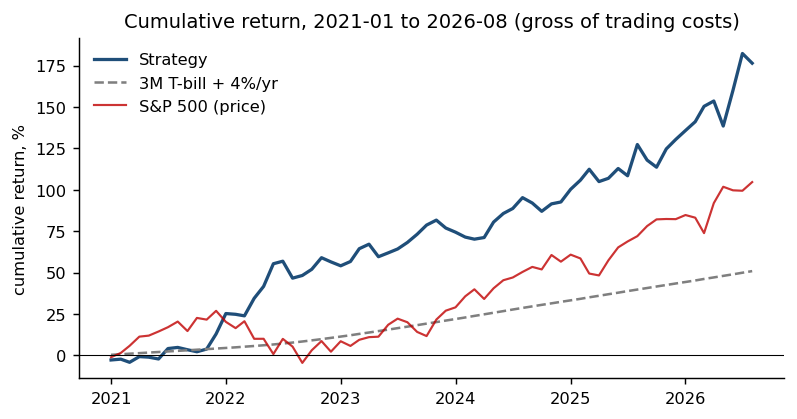 Cumulative return, 2021-01 to 2026-08 (gross of trading costs)
Strategy
3M T-bill + 4%/yr
S&P 500 (price)
cumulative return, %
175
150
125
100
75
50
25
0
2021 2022 2023 2024 2025 2026